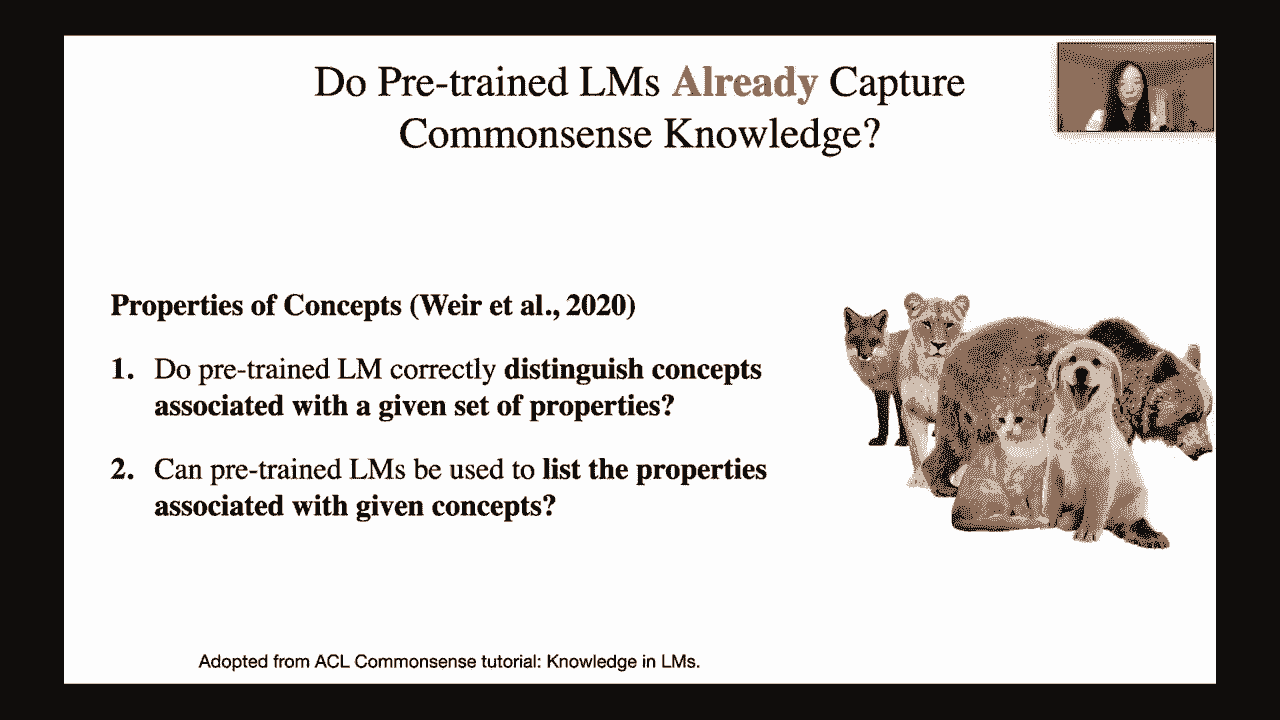 Do Pre-trained LMs Already Capture
Commonsense Knowledge?
Properties of Concepts (Weir et al., 2020)
1. Do pre-trained LM correctly distinguish concepts
associated with a given set of properties?
2. Can pre-trained LMs be used to list the properties
associated with given concepts?
Adopted from ACL Commonsense tutorial: Knowledge in LMs.